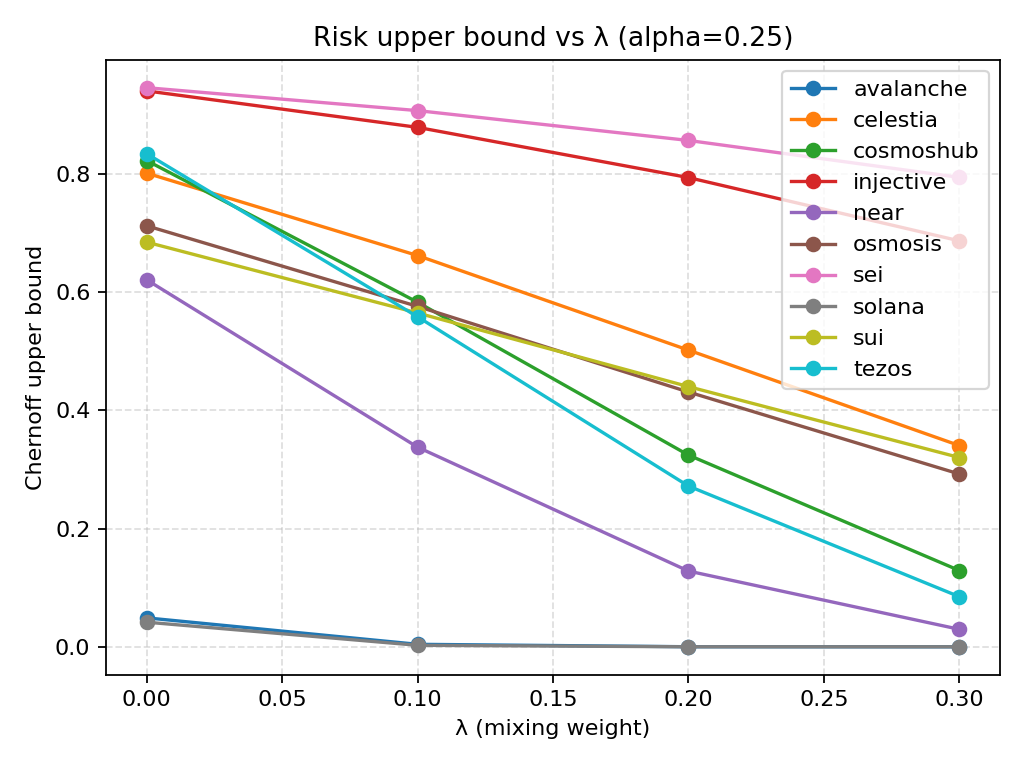 Risk upper bound vs λ (alpha=0.25)
Chernoff upper bound
0.8
0.6
0.4
0.2
0.0
avalanche
celestia
cosmoshub
injective
near
osmosis
sei
solana
sui
tezos
0.00 0.05 0.10 0.15 0.20 0.25 0.30
λ (mixing weight)